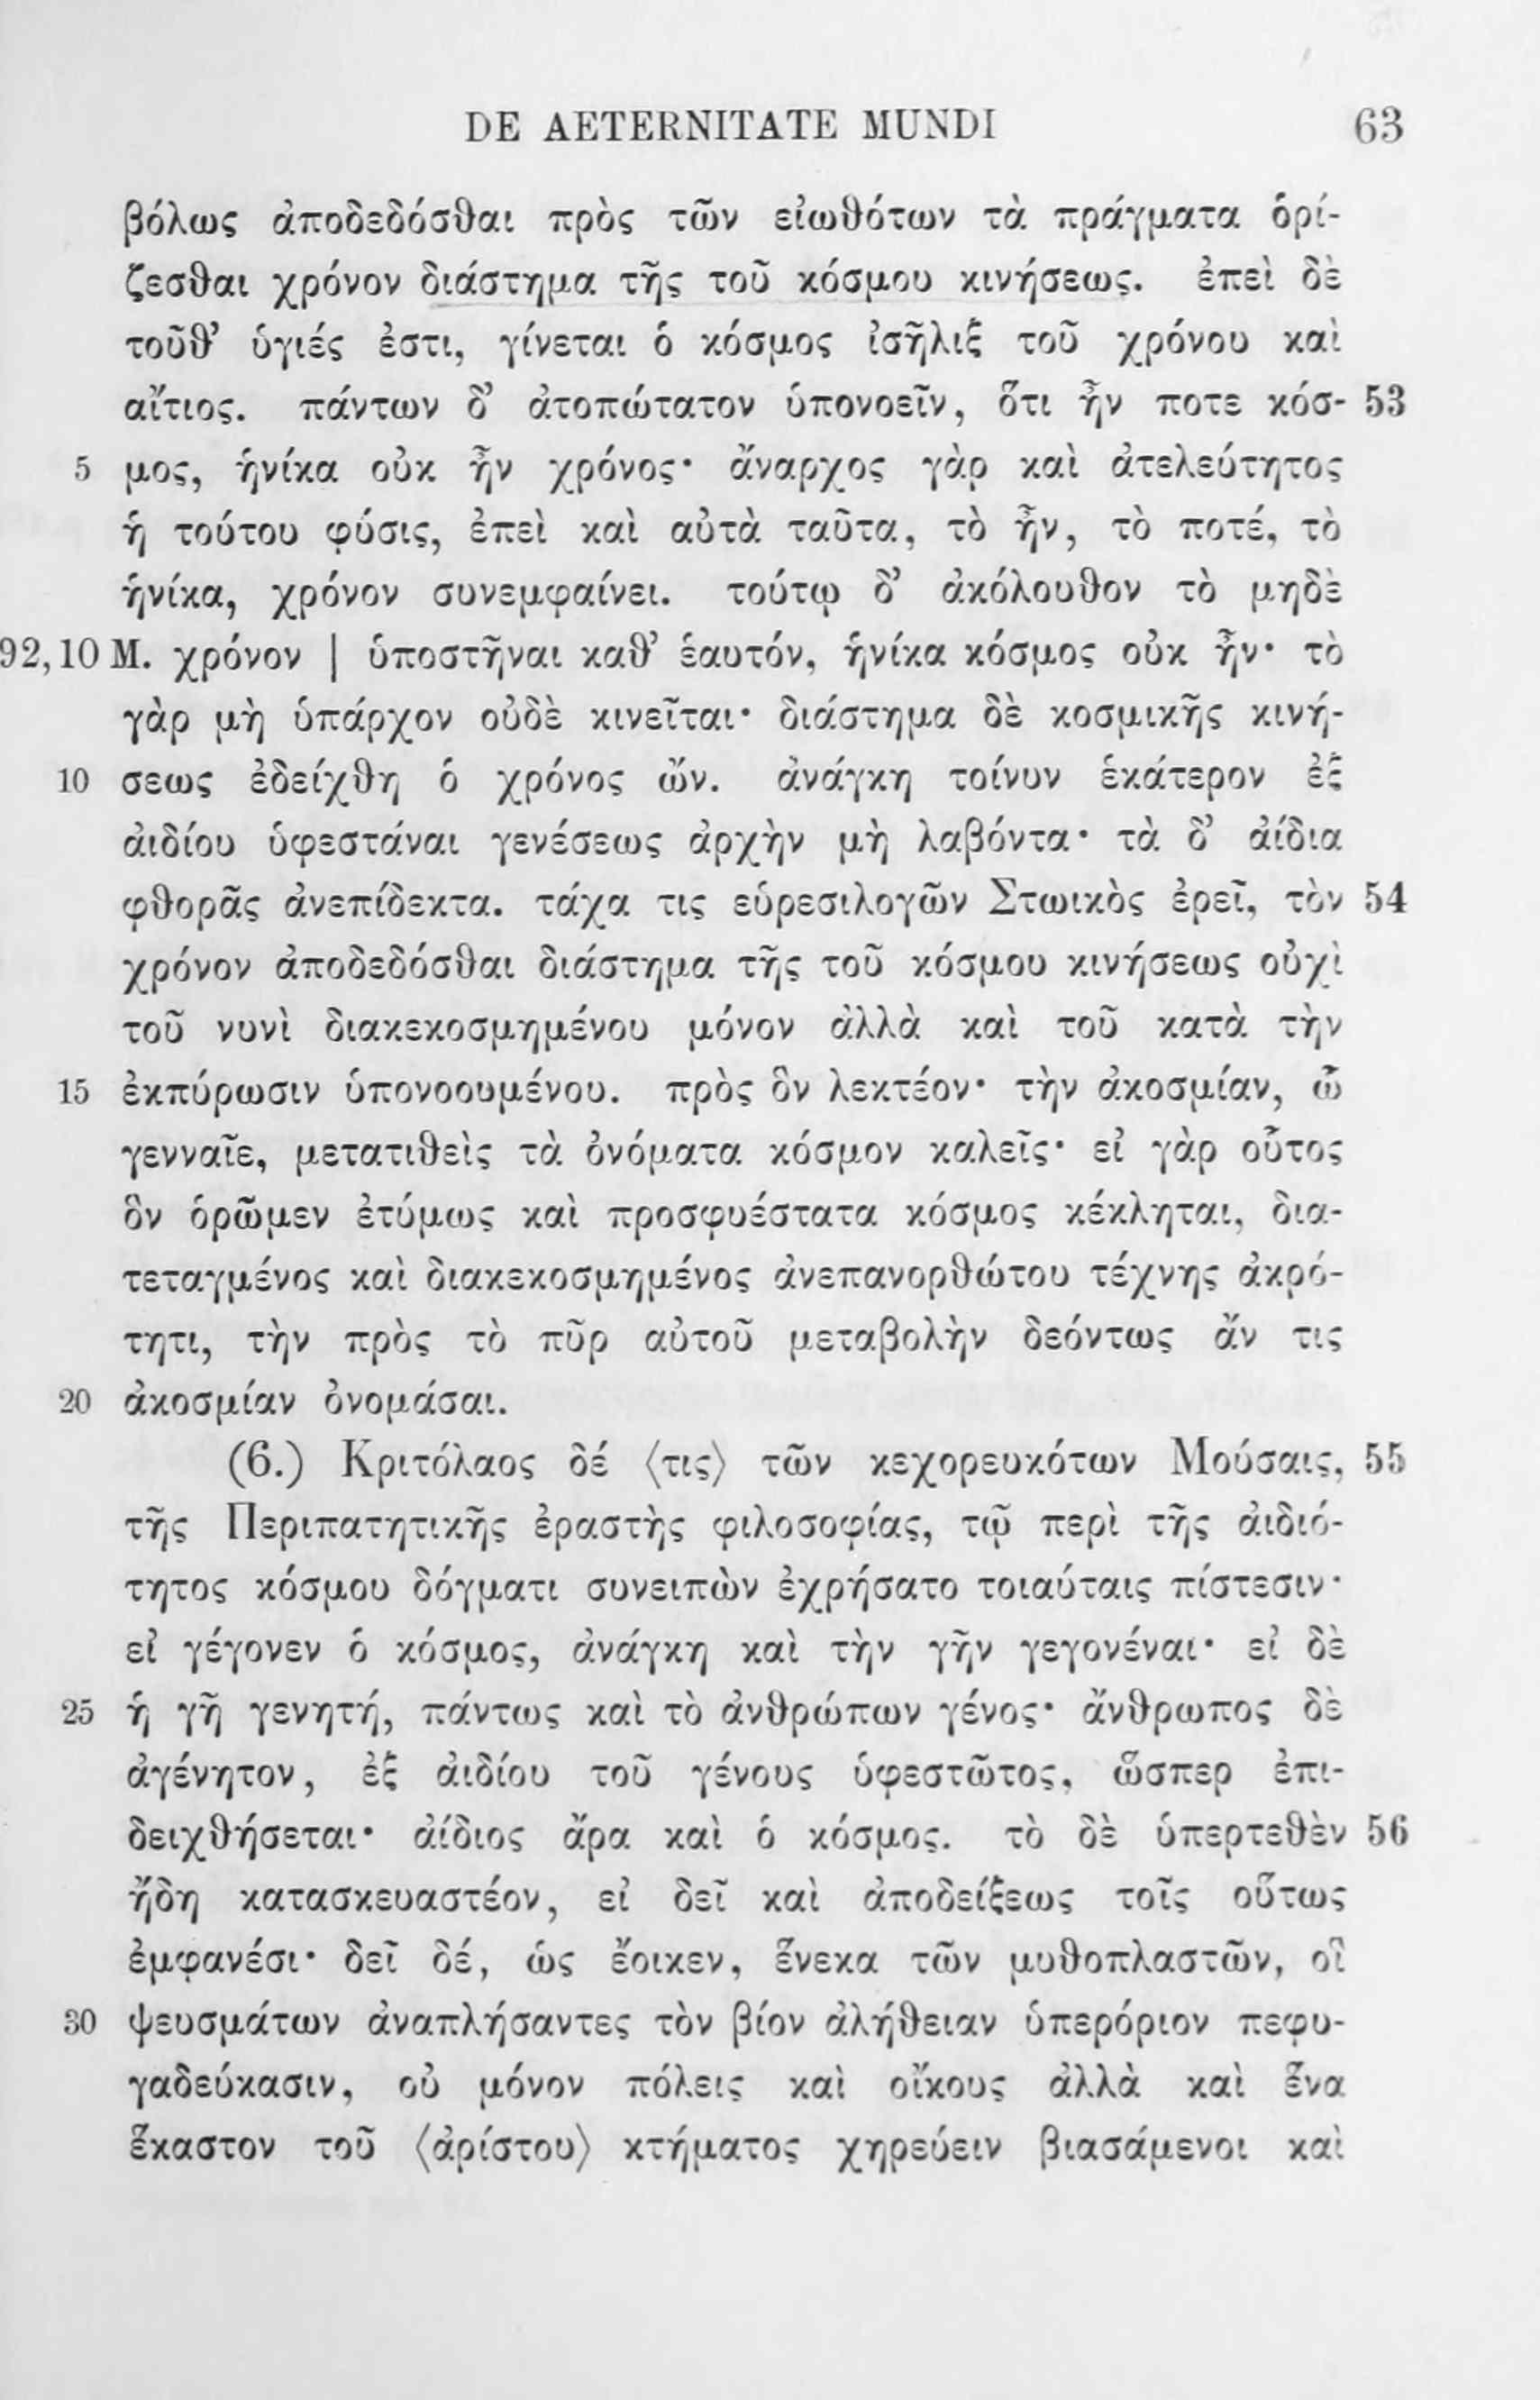 DE AETERNITATE MUNDI 63
βόλως ἀποδεδόσθαι πρὸς τῶν εἰωθότων τὰ πράγματα ὁρί-
ζεσθαι χρόνον διάστημα τῆς τοῦ κόσμου κινήσεως. ἐπεὶ δὲ
τοῦθ’ ὑγιές ἐστι, γίνεται ὁ κόσμος ἰσῆλιξ τοῦ χρόνου καὶ
αἴτιος. πάντων δ’ ἀτοπώτατον ὑπονοεῖν, ὅτι ἦν ποτε κόσ- 53
5 μος, ἡνίκα οὐκ ἦν χρόνος· ἄναρχος γὰρ καὶ ἀτελεύτητος
ἡ τούτου φύσις, ἐπεὶ καὶ αὐτὰ ταῦτα, τὸ ἦν, τὸ ποτέ, τὸ
ἡνίκα, χρόνον συνεμφαίνει. τούτῳ δ’ ἀκόλουθον τὸ μηδὲ
92,10 M. χρόνον | ὑποστῆναι καθ’ ἑαυτόν, ἡνίκα κόσμος οὐκ ἦν· τὸ
γὰρ μὴ ὑπάρχον οὐδὲ κινεῖται· διάστημα δὲ κοσμικῆς κινή-
10 σεως ἐδείχθη ὁ χρόνος ὤν. ἀνάγκη τοίνυν ἑκάτερον ἐξ
ἀιδίου ὑφεστάναι γενέσεως ἀρχὴν μὴ λαβόντα· τὰ δ’ ἀίδια
φθορᾶς ἀνεπίδεκτα. τάχα τις εὑρεσιλογῶν Στωικὸς ἐρεῖ, τὸν 54
χρόνον ἀποδεδόσθαι διάστημα τῆς τοῦ κόσμου κινήσεως οὐχὶ
τοῦ νυνὶ διακεκοσμημένου μόνον ἀλλὰ καὶ τοῦ κατὰ τὴν
15 ἐκπύρωσιν ὑπονοουμένου. πρὸς ὃν λεκτέον· τὴν ἀκοσμίαν, ὦ
γενναῖε, μετατιθεὶς τὰ ὀνόματα κόσμον καλεῖς· εἰ γὰρ οὗτος
ὃν ὁρῶμεν ἐτύμως καὶ προσφυέστατα κόσμος κέκληται, δια-
τεταγμένος καὶ διακεκοσμημένος ἀνεπανορθώτου τέχνης ἀκρό-
τητι, τὴν πρὸς τὸ πῦρ αὐτοῦ μεταβολὴν δεόντως ἄν τις
20 ἀκοσμίαν ὀνομάσαι.
(6.) Κριτόλαος δέ ⟨τις⟩ τῶν κεχορευκότων Μούσαις, 55
τῆς Περιπατητικῆς ἐραστὴς φιλοσοφίας, τῷ περὶ τῆς ἀιδιό-
τητος κόσμου δόγματι συνειπὼν ἐχρήσατο τοιαύταις πίστεσιν·
εἰ γέγονεν ὁ κόσμος, ἀνάγκη καὶ τὴν γῆν γεγονέναι· εἰ δὲ
25 ἡ γῆ γενητή, πάντως καὶ τὸ ἀνθρώπων γένος· ἄνθρωπος δὲ
ἀγένητον, ἐξ ἀιδίου τοῦ γένους ὑφεστῶτος, ὥσπερ ἐπι-
δειχθήσεται· ἀίδιος ἄρα καὶ ὁ κόσμος. τὸ δὲ ὑπερτεθὲν 56
ἤδη κατασκευαστέον, εἰ δεῖ καὶ ἀποδείξεως τοῖς οὕτως
ἐμφανέσι· δεῖ δέ, ὡς ἔοικεν, ἕνεκα τῶν μυθοπλαστῶν, οἳ
30 ψευσμάτων ἀναπλήσαντες τὸν βίον ἀλήθειαν ὑπερόριον πεφυ-
γαδεύκασιν, οὐ μόνον πόλεις καὶ οἴκους ἀλλὰ καὶ ἕνα
ἕκαστον τοῦ ⟨ἀρίστου⟩ κτήματος χηρεύειν βιασάμενοι καὶ